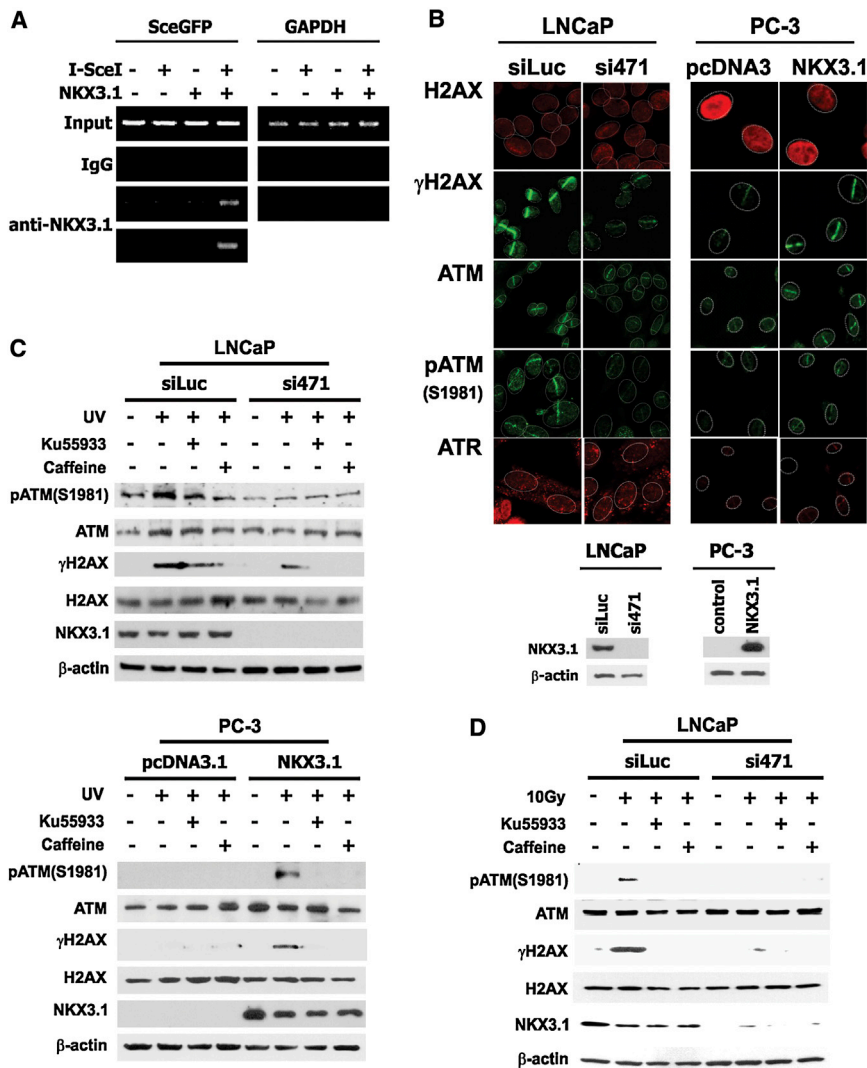 A
SceGFP GAPDH
I-SceI - + - + - + - +
NKX3.1 - - + + - - + +
Input
IgG
anti-NKX3.1
B
LNCaP PC-3
siLuc si471 pcDNA3 NKX3.1
H2AX
γH2AX
ATM
pATM
(S1981)
ATR
LNCaP PC-3
siLuc si471 control NKX3.1
NKX3.1
β-actin
C
LNCaP
siLuc si471
UV - + + + - + + +
Ku55933 - - + - - - + -
Caffeine - - - + - - - +
pATM(S1981)
ATM
γH2AX
H2AX
NKX3.1
β-actin
PC-3
pcDNA3.1 NKX3.1
UV - + + + - + + +
Ku55933 - - + - - - + -
Caffeine - - - + - - - +
pATM(S1981)
ATM
γH2AX
H2AX
NKX3.1
β-actin
D
LNCaP
siLuc si471
10Gy - + + + - + + +
Ku55933 - - + - - - + -
Caffeine - - - + - - - +
pATM(S1981)
ATM
γH2AX
H2AX
NKX3.1
β-actin